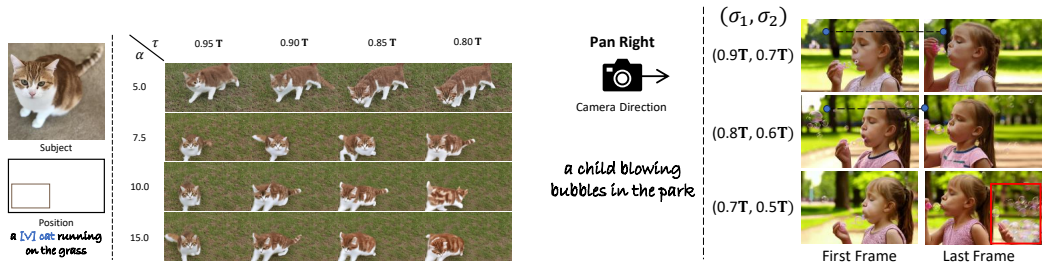 Subject
Position
a [V] cat running
on the grass
τ
α
0.95 T
0.90 T
0.85 T
0.80 T
5.0
7.5
10.0
15.0
Pan Right
Camera Direction
a child blowing
bubbles in the park
(σ₁, σ₂)
(0.9T, 0.7T)
(0.8T, 0.6T)
(0.7T, 0.5T)
First Frame
Last Frame